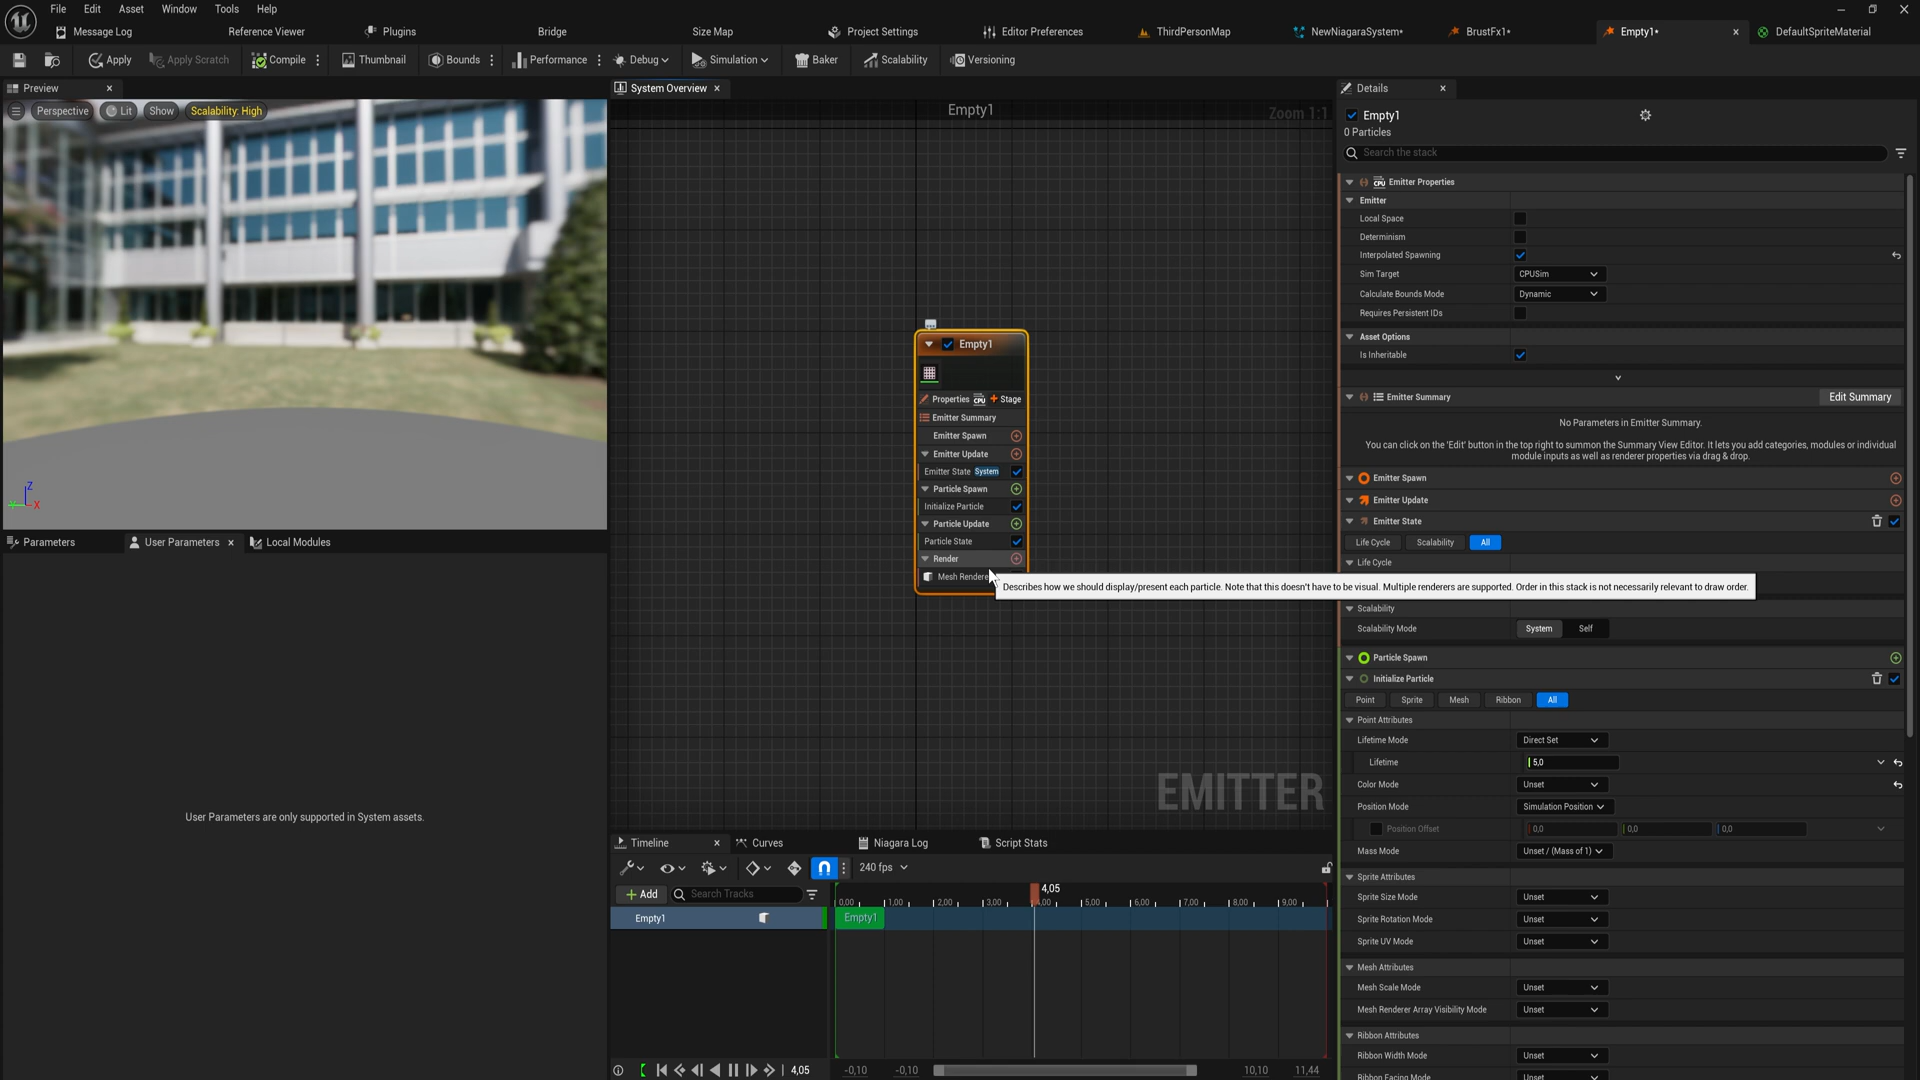 File Edit Asset Window Tools Help
Message Log Reference Viewer Plugins Bridge Size Map Project Settings Editor Preferences ThirdPersonMap NewNiagaraSystem* BrustFx1* Empty1* DefaultSpriteMaterial
Apply Apply Scratch Compile Thumbnail Bounds Performance Debug Simulation Baker Scalability Versioning
Preview
Perspective Lit Show Scalability: High
Z
X
Parameters User Parameters Local Modules
User Parameters are only supported in System assets.
System Overview
Empty1
Zoom 1:1
Empty1
Properties CPU Stage
Emitter Summary
Emitter Spawn
Emitter Update
Emitter State System
Particle Spawn
Initialize Particle
Particle Update
Particle State
Render
Mesh Rendere
Describes how we should display/present each particle. Note that this doesn't have to be visual. Multiple renderers are supported. Order in this stack is not necessarily relevant to draw order.
EMITTER
Timeline Curves Niagara Log Script Stats
240 fps
Add Search Tracks
4,05
0,00 1,00 2,00 3,00 4,00 5,00 6,00 7,00 8,00 9,00
Empty1 Empty1
4,05 -0,10 -0,10 10,10 11,44
Details
Empty1
0 Particles
Search the stack
CPU Emitter Properties
Emitter
Local Space
Determinism
Interpolated Spawning
Sim Target CPUSim
Calculate Bounds Mode Dynamic
Requires Persistent IDs
Asset Options
Is Inheritable
Emitter Summary Edit Summary
No Parameters in Emitter Summary.
You can click on the 'Edit' button in the top right to summon the Summary View Editor. It lets you add categories, modules or individual
module inputs as well as renderer properties via drag & drop.
Emitter Spawn
Emitter Update
Emitter State
Life Cycle Scalability All
Life Cycle
Scalability
Scalability Mode System Self
Particle Spawn
Initialize Particle
Point Sprite Mesh Ribbon All
Point Attributes
Lifetime Mode Direct Set
Lifetime 5,0
Color Mode Unset
Position Mode Simulation Position
Position Offset 0,0 0,0 0,0
Mass Mode Unset / (Mass of 1)
Sprite Attributes
Sprite Size Mode Unset
Sprite Rotation Mode Unset
Sprite UV Mode Unset
Mesh Attributes
Mesh Scale Mode Unset
Mesh Renderer Array Visibility Mode Unset
Ribbon Attributes
Ribbon Width Mode Unset
Ribbon Facing Mode Unset